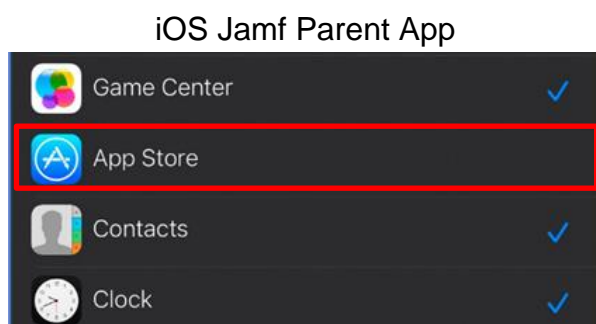 iOS Jamf Parent App
Game Center
App Store
Contacts
Clock